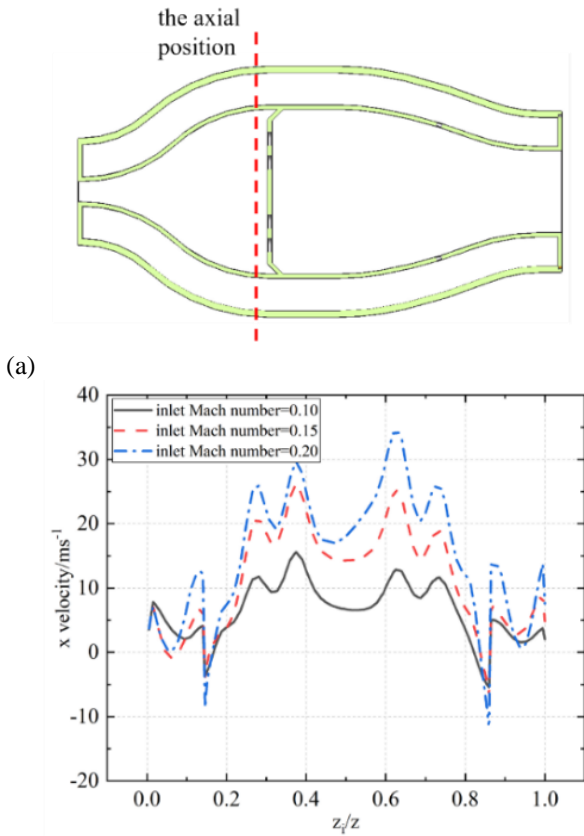 the axial
position
(a)
40
30
20
10
0
-10
-20
x velocity/ms⁻¹
inlet Mach number=0.10
inlet Mach number=0.15
inlet Mach number=0.20
0.0 0.2 0.4 0.6 0.8 1.0
zᵢ/z